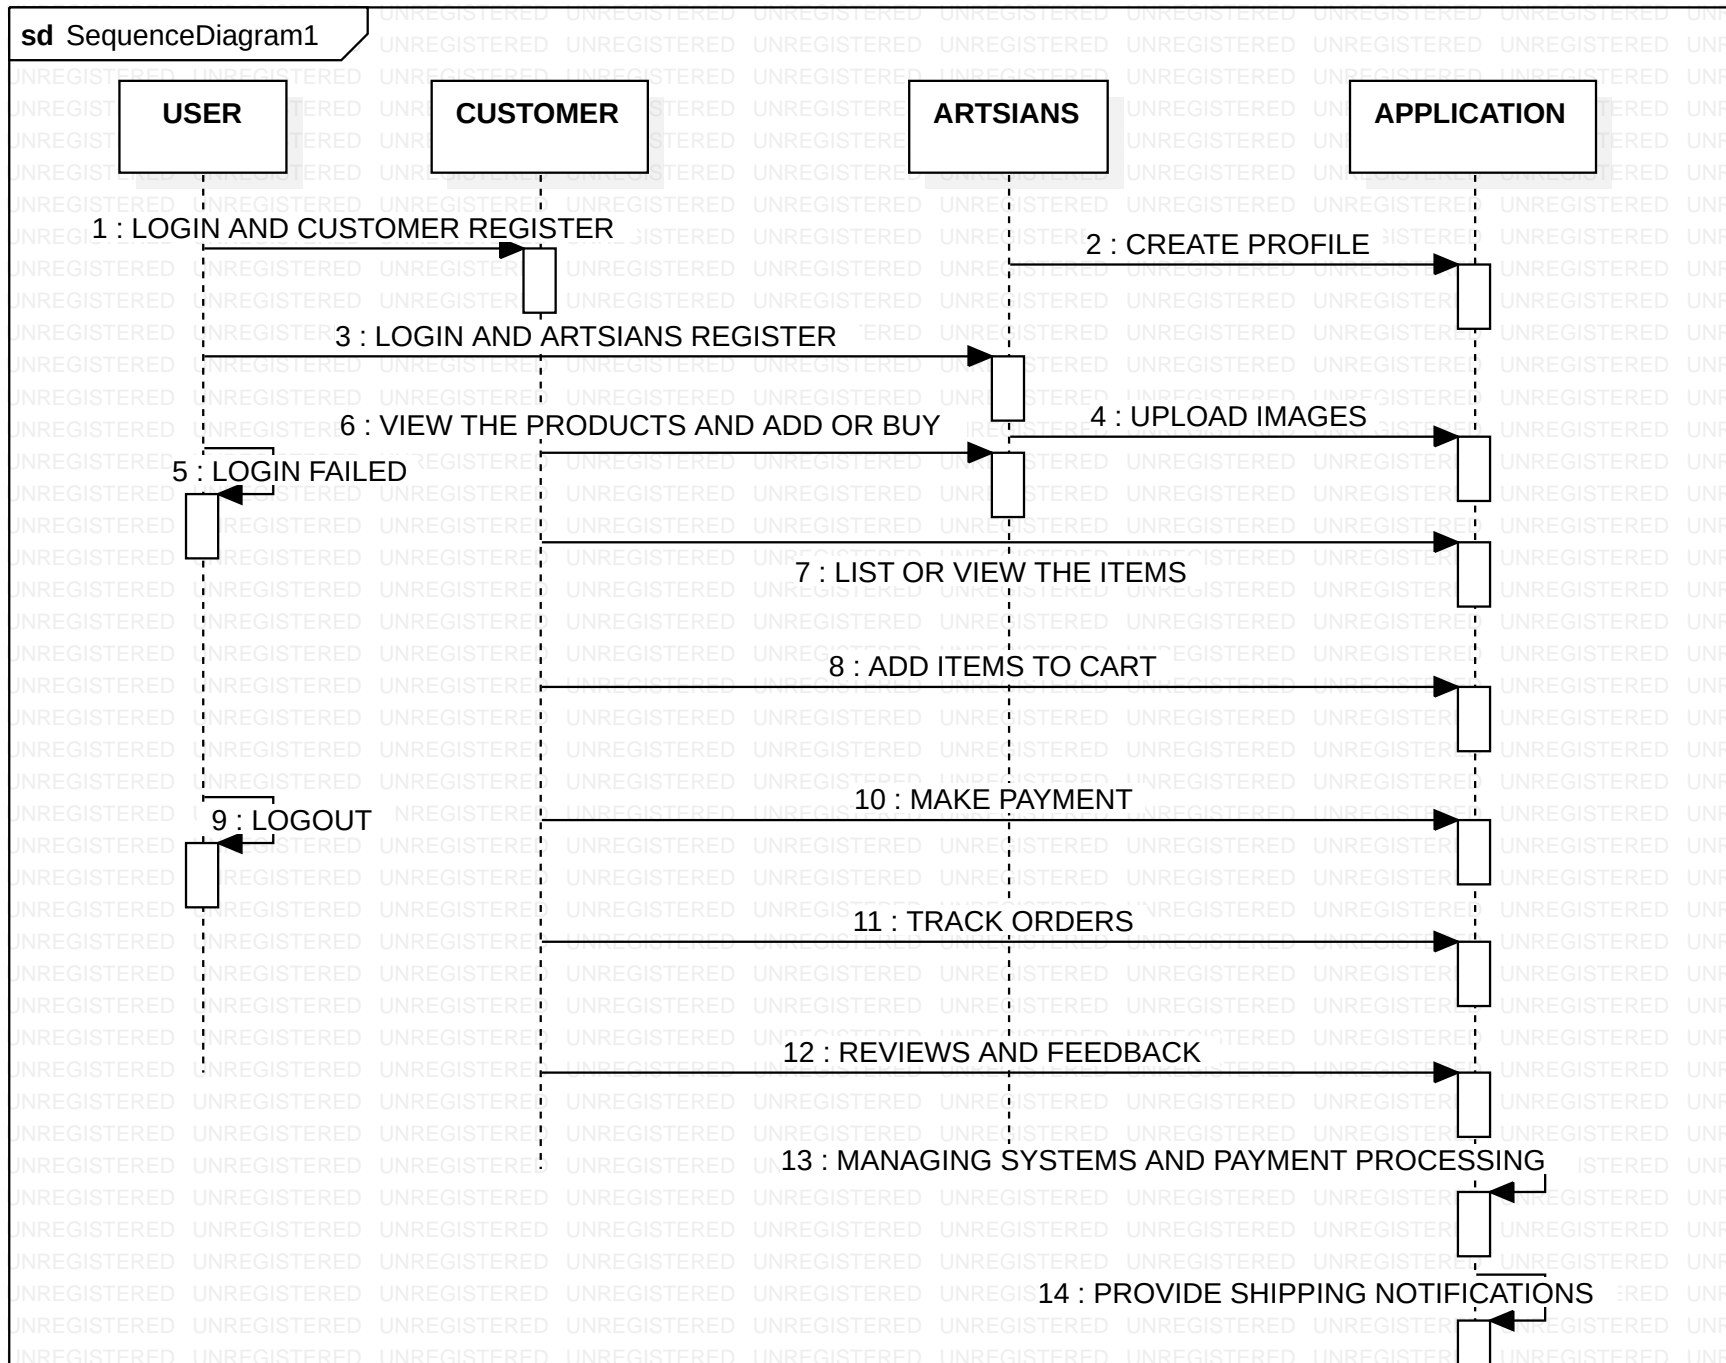 sd SequenceDiagram1
USER
CUSTOMER
ARTSIANS
APPLICATION
1 : LOGIN AND CUSTOMER REGISTER
2 : CREATE PROFILE
3 : LOGIN AND ARTSIANS REGISTER
4 : UPLOAD IMAGES
6 : VIEW THE PRODUCTS AND ADD OR BUY
5 : LOGIN FAILED
7 : LIST OR VIEW THE ITEMS
8 : ADD ITEMS TO CART
10 : MAKE PAYMENT
9 : LOGOUT
11 : TRACK ORDERS
12 : REVIEWS AND FEEDBACK
13 : MANAGING SYSTEMS AND PAYMENT PROCESSING
14 : PROVIDE SHIPPING NOTIFICATIONS
UNREGISTERED